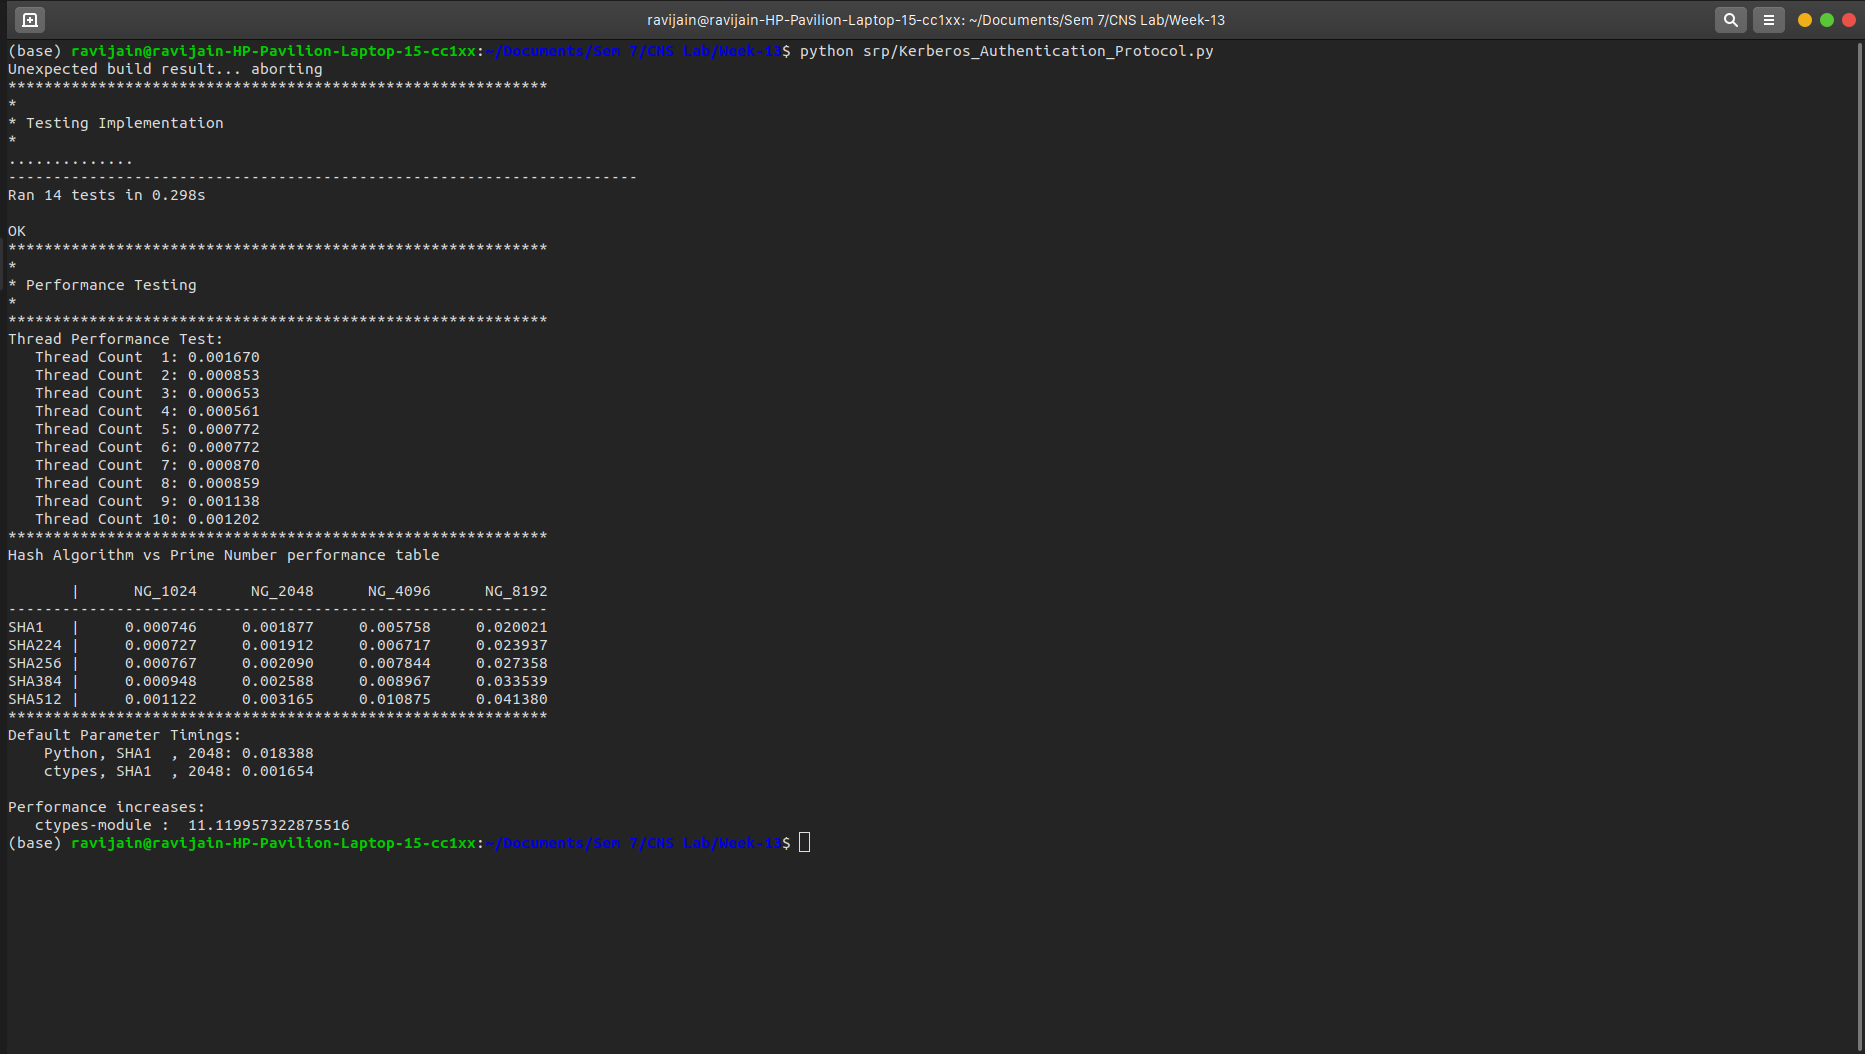 ravijain@ravijain-HP-Pavilion-Laptop-15-cc1xx: ~/Documents/Sem 7/CNS Lab/Week-13
(base) ravijain@ravijain-HP-Pavilion-Laptop-15-cc1xx:~/Documents/Sem 7/CNS Lab/Week-13$ python srp/Kerberos_Authentication_Protocol.py
Unexpected build result... aborting
************************************************************
*
* Testing Implementation
*
..............
----------------------------------------------------------------------
Ran 14 tests in 0.298s

OK
************************************************************
*
* Performance Testing
*
************************************************************
Thread Performance Test:
   Thread Count  1: 0.001670
   Thread Count  2: 0.000853
   Thread Count  3: 0.000653
   Thread Count  4: 0.000561
   Thread Count  5: 0.000772
   Thread Count  6: 0.000772
   Thread Count  7: 0.000870
   Thread Count  8: 0.000859
   Thread Count  9: 0.001138
   Thread Count 10: 0.001202
************************************************************
Hash Algorithm vs Prime Number performance table

       |      NG_1024      NG_2048      NG_4096      NG_8192
------------------------------------------------------------
SHA1   |     0.000746     0.001877     0.005758     0.020021
SHA224 |     0.000727     0.001912     0.006717     0.023937
SHA256 |     0.000767     0.002090     0.007844     0.027358
SHA384 |     0.000948     0.002588     0.008967     0.033539
SHA512 |     0.001122     0.003165     0.010875     0.041380
************************************************************
Default Parameter Timings:
    Python, SHA1  , 2048: 0.018388
    ctypes, SHA1  , 2048: 0.001654

Performance increases:
   ctypes-module :  11.119957322875516
(base) ravijain@ravijain-HP-Pavilion-Laptop-15-cc1xx:~/Documents/Sem 7/CNS Lab/Week-13$